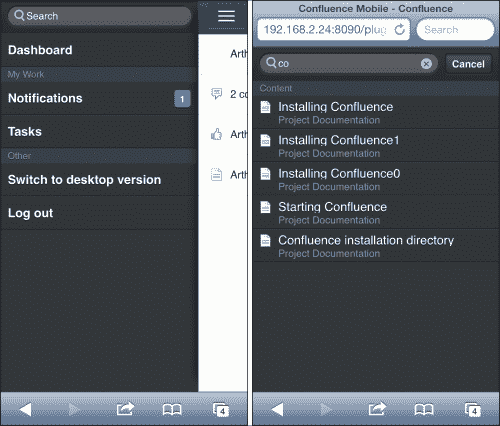 Search
Dashboard
My Work
Notifications 1
Tasks
Other
Switch to desktop version
Log out
Arth
2 co
Arth
Arth
4
Confluence Mobile - Confluence
192.168.2.24:8090/plug
Search
co
Cancel
Content
Installing Confluence
Project Documentation
Installing Confluence1
Project Documentation
Installing Confluence0
Project Documentation
Starting Confluence
Project Documentation
Confluence installation directory
Project Documentation
4